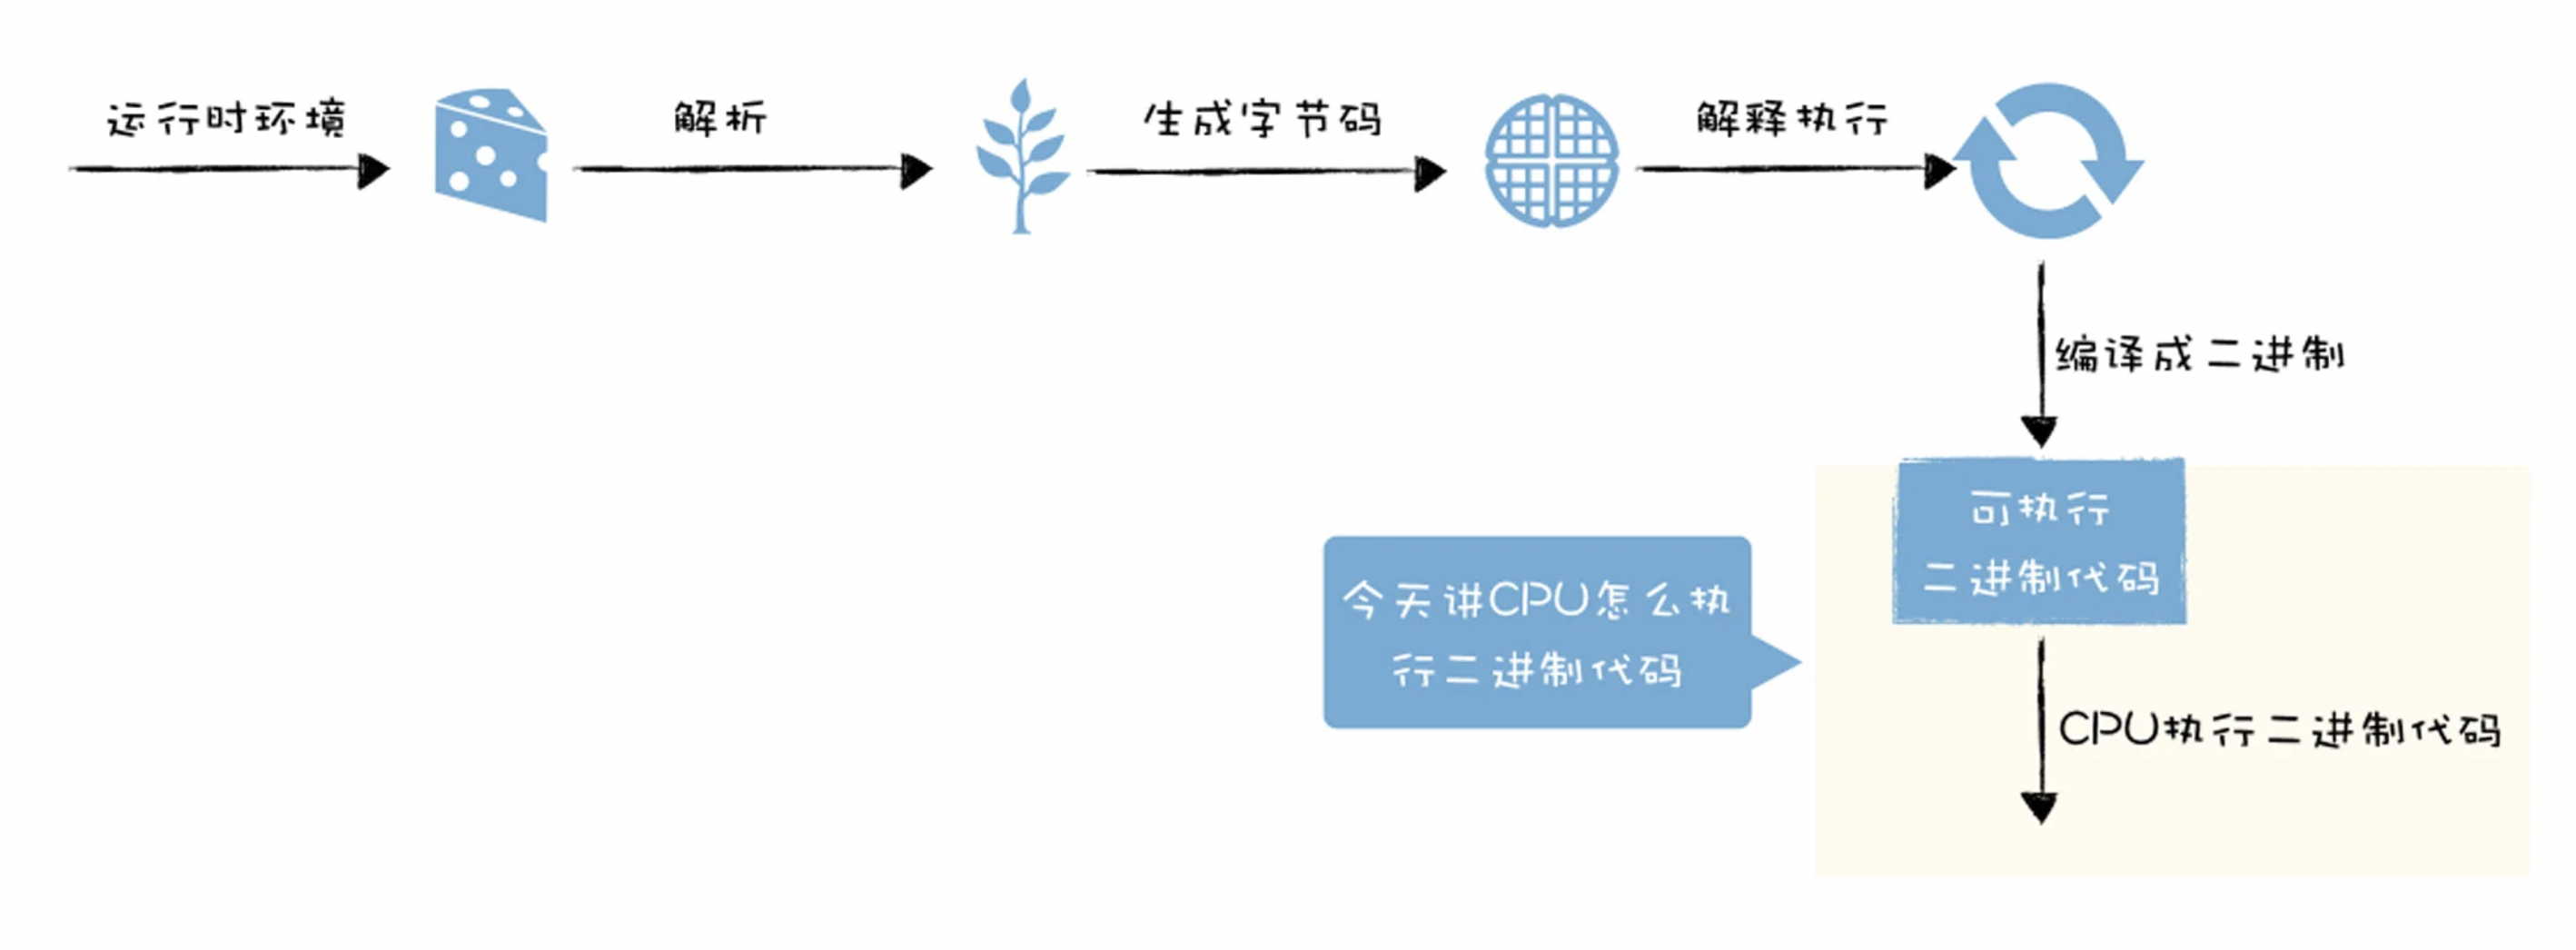 运行时环境
解析
生成字节码
解释执行
编译成二进制
可执行
二进制代码
今天讲CPU怎么执
行二进制代码
CPU执行二进制代码